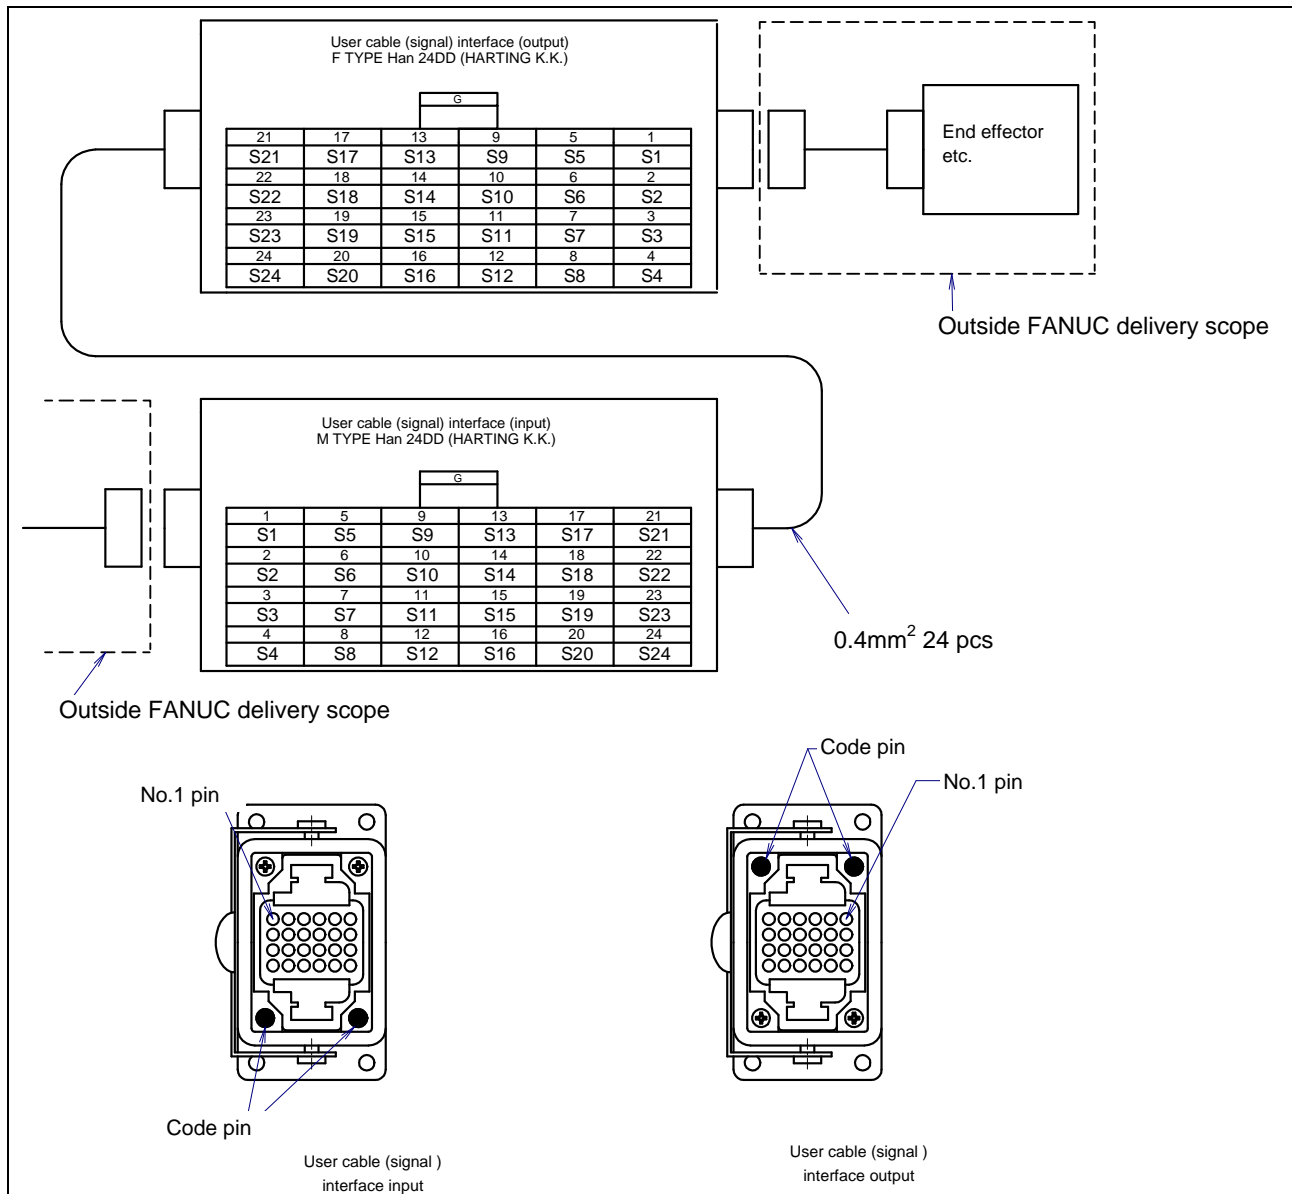 User cable (signal) interface (output)
F TYPE Han 24DD (HARTING K.K.)
G
21 17 13 9 5 1
S21 S17 S13 S9 S5 S1
22 18 14 10 6 2
S22 S18 S14 S10 S6 S2
23 19 15 11 7 3
S23 S19 S15 S11 S7 S3
24 20 16 12 8 4
S24 S20 S16 S12 S8 S4
End effector
etc.
Outside FANUC delivery scope
User cable (signal) interface (input)
M TYPE Han 24DD (HARTING K.K.)
G
1 5 9 13 17 21
S1 S5 S9 S13 S17 S21
2 6 10 14 18 22
S2 S6 S10 S14 S18 S22
3 7 11 15 19 23
S3 S7 S11 S15 S19 S23
4 8 12 16 20 24
S4 S8 S12 S16 S20 S24
0.4mm² 24 pcs
Outside FANUC delivery scope
No.1 pin
Code pin
User cable (signal )
interface input
Code pin
No.1 pin
User cable (signal )
interface output